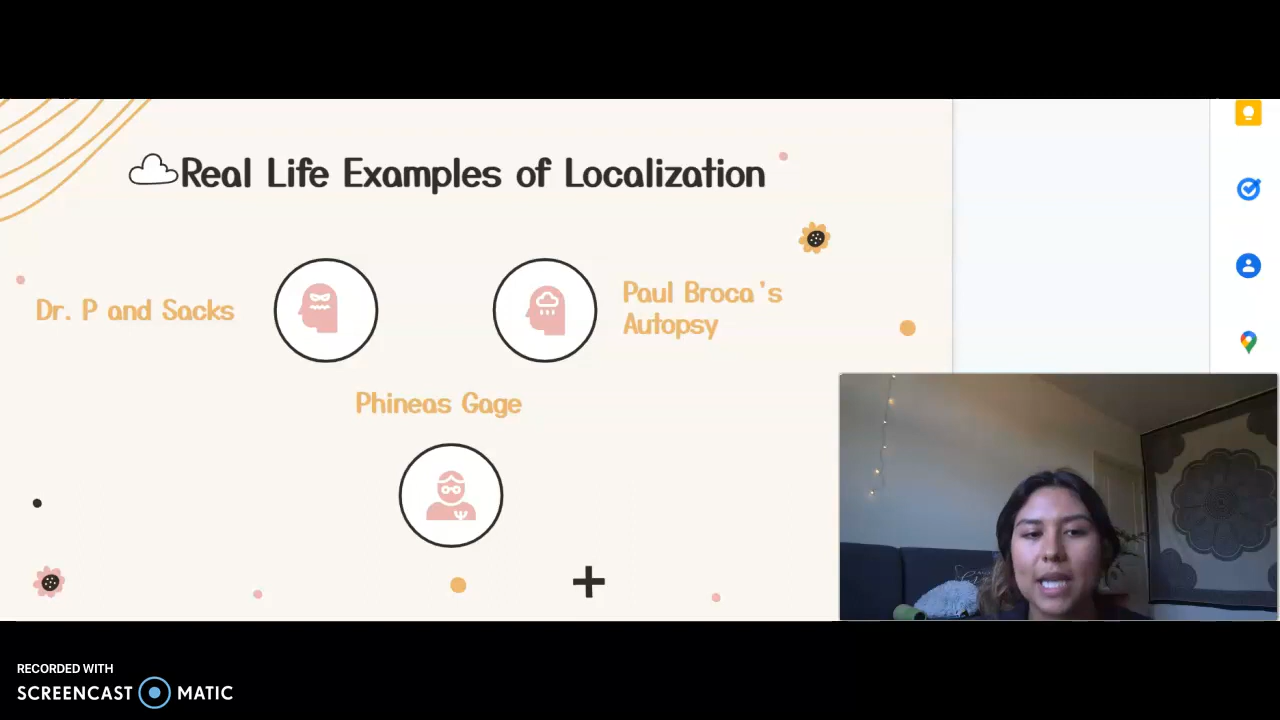 Real Life Examples of Localization
Dr. P and Sacks
Paul Broca's
Autopsy
Phineas Gage
RECORDED WITH
SCREENCAST MATIC